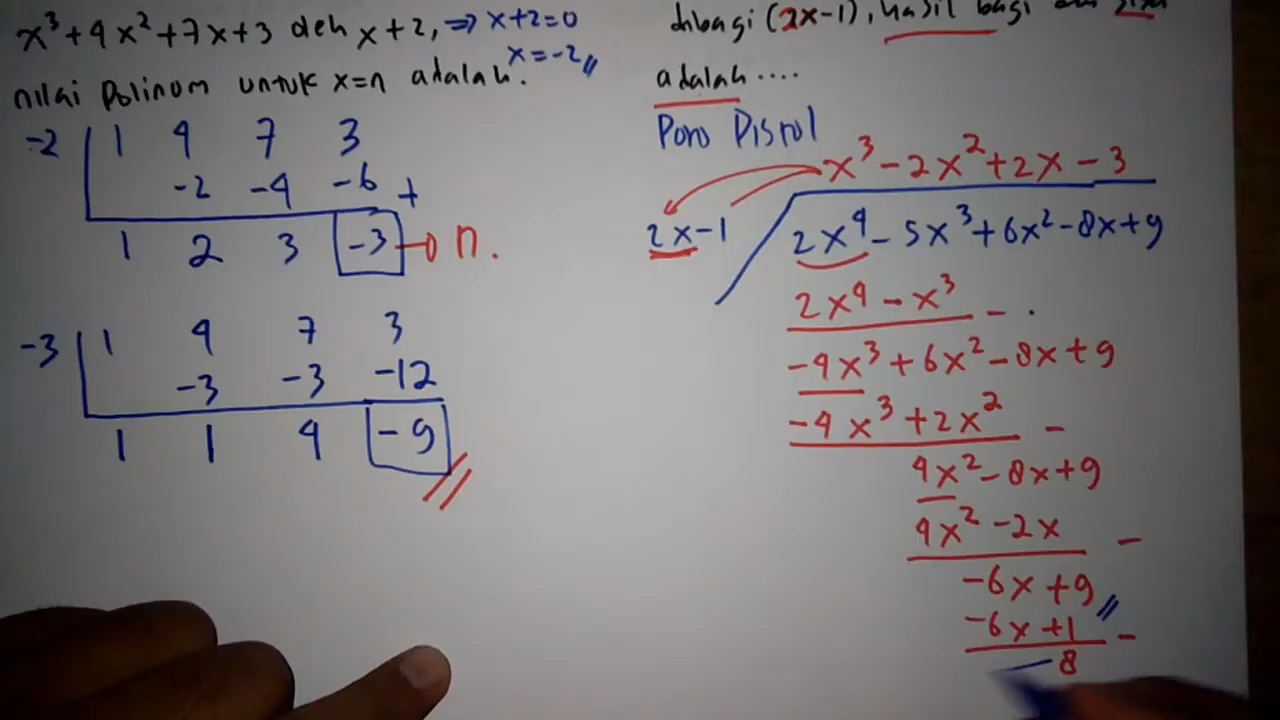 x³+4x²+7x+3 oleh x+2, ⇒ x+2=0
x=-2
nilai Polinom untuk x=n adalah.
-2 | 1 4 7 3
-2 -4 -6 +
1 2 3 -3 → n.
-3 | 1 4 7 3
-3 -3 -12
1 1 4 -9
dibagi (2x-1), hasil bagi dan sisa
adalah....
Poro Pistol
x³-2x²+2x-3
2x-1 2x⁴-5x³+6x²-8x+9
2x⁴-x³ -
-4x³+6x²-8x+9
-4x³+2x² -
4x²-8x+9
4x²-2x -
-6x+9
-6x+1 -
8